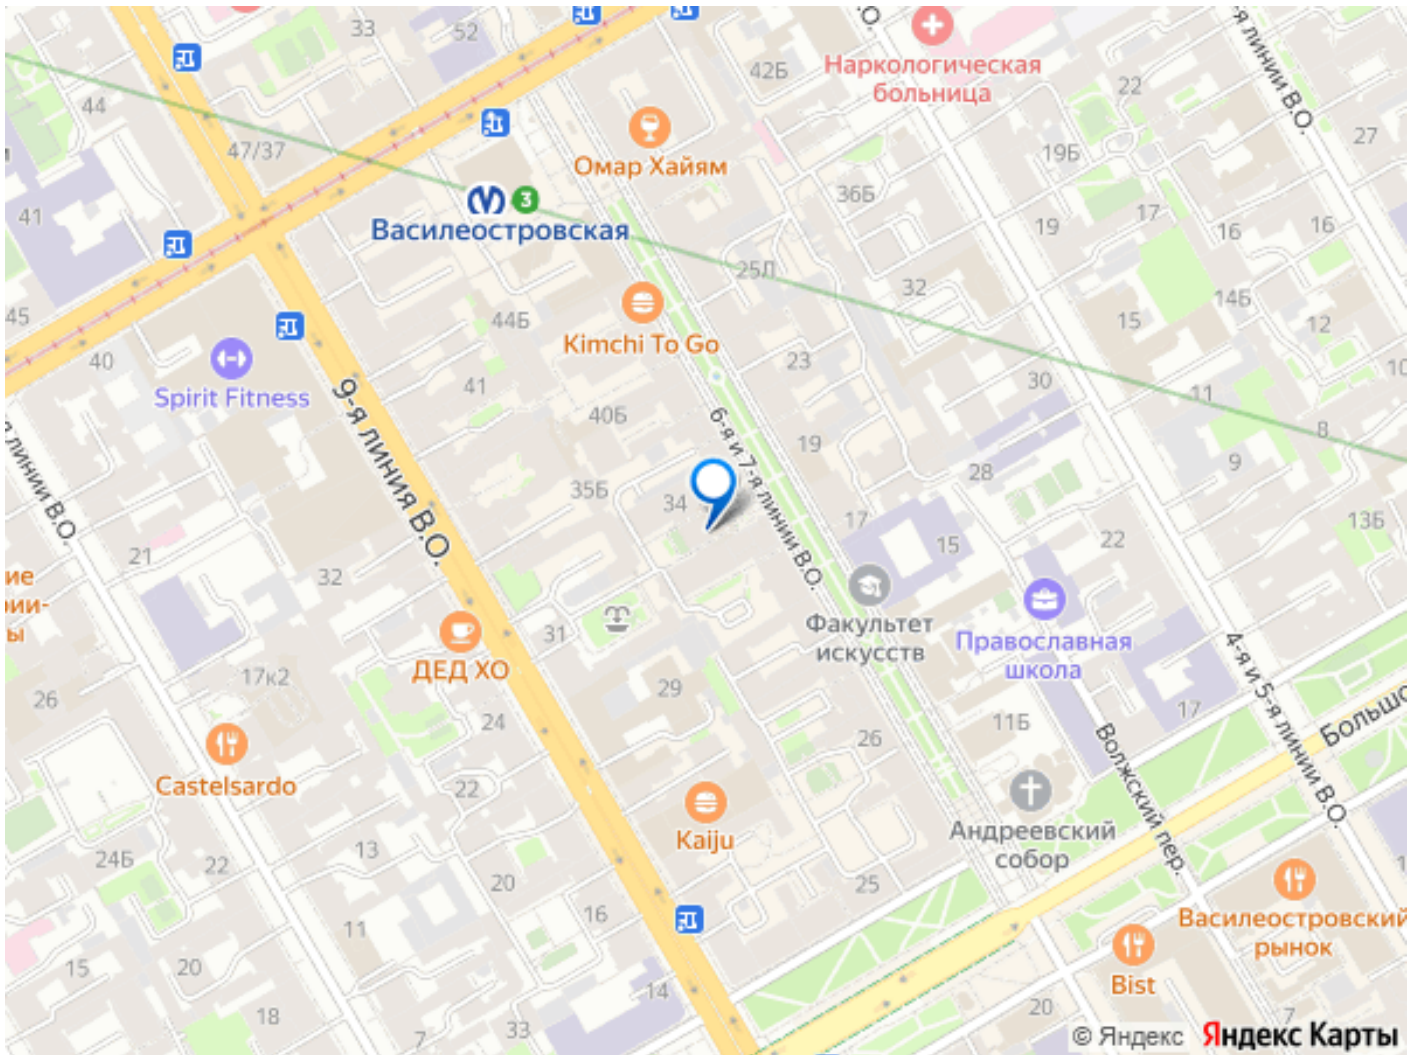 33
52
42Б
Наркологическая
больница
22
44
47/37
Омар Хайям
27
19Б
36Б
41
3
Василеостровская
19
17
16
16
25Л
32
14Б
45
44Б
15
12
Kimchi To Go
40
Spirit Fitness
41
23
30
11
10
9-я линия В.О.
40Б
6-я и 7-я линии В.О.
19
8
9
35Б
34
28
линии В.О.
17
15
22
13Б
21
32
31
ДЕД ХО
Факультет
искусств
Православная
школа
4-я и 5-я линии В.О.
17к2
26
29
24
26
11Б
17
Волжский пер.
Castelsardo
22
Kaiju
Андреевский
собор
24Б
22
13
20
25
16
11
Василеостровский
рынок
15
20
Bist
14
18
7
33
20
7
© Яндекс Яндекс Карты